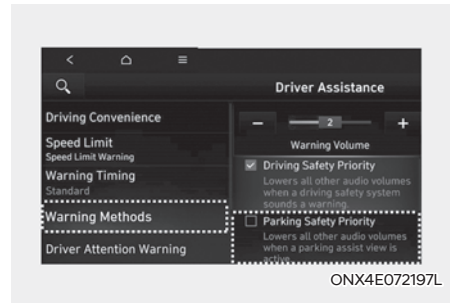 Driver Assistance
Driving Convenience
Speed Limit
Speed Limit Warning
Warning Timing
Standard
Warning Methods
Driver Attention Warning
− 2 +
Warning Volume
Driving Safety Priority
Lowers all other audio volumes
when a driving safety system
sounds a warning.
Parking Safety Priority
Lowers all other audio volumes
when a parking assist view is
active.
ONX4E072197L